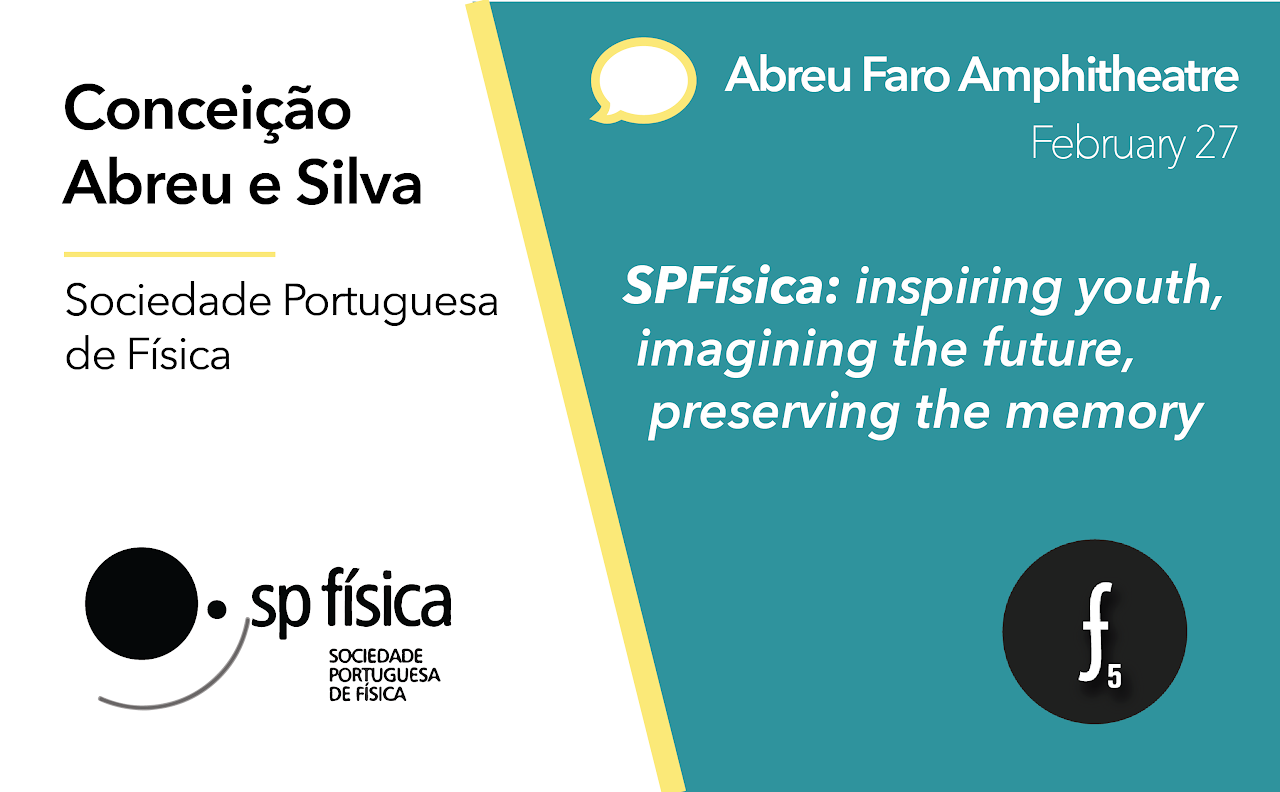 Conceição
Abreu e Silva
Sociedade Portuguesa
de Física
sp física
SOCIEDADE
PORTUGUESA
DE FÍSICA
Abreu Faro Amphitheatre
February 27
SPFísica: inspiring youth,
imagining the future,
preserving the memory
f5